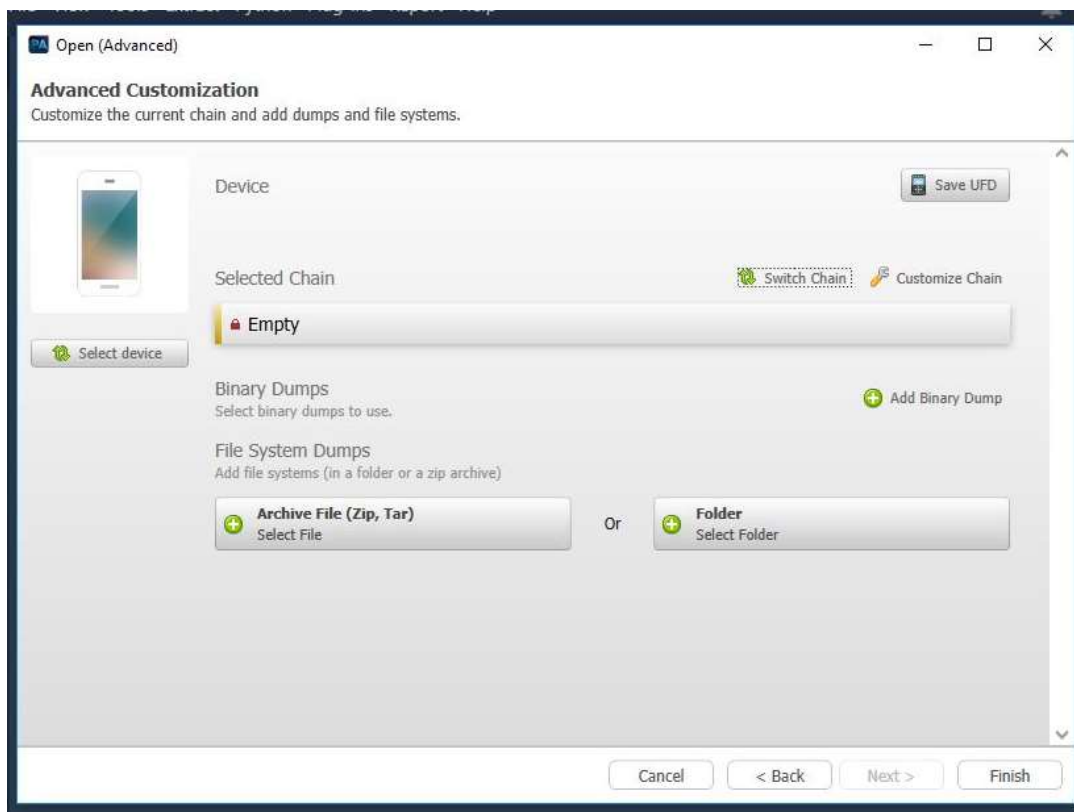 PA Open (Advanced)
Advanced Customization
Customize the current chain and add dumps and file systems.
Device
Save UFD
Selected Chain
Switch Chain
Customize Chain
Empty
Select device
Binary Dumps
Select binary dumps to use.
Add Binary Dump
File System Dumps
Add file systems (in a folder or a zip archive)
Archive File (Zip, Tar)
Select File
Or
Folder
Select Folder
Cancel
< Back
Next >
Finish